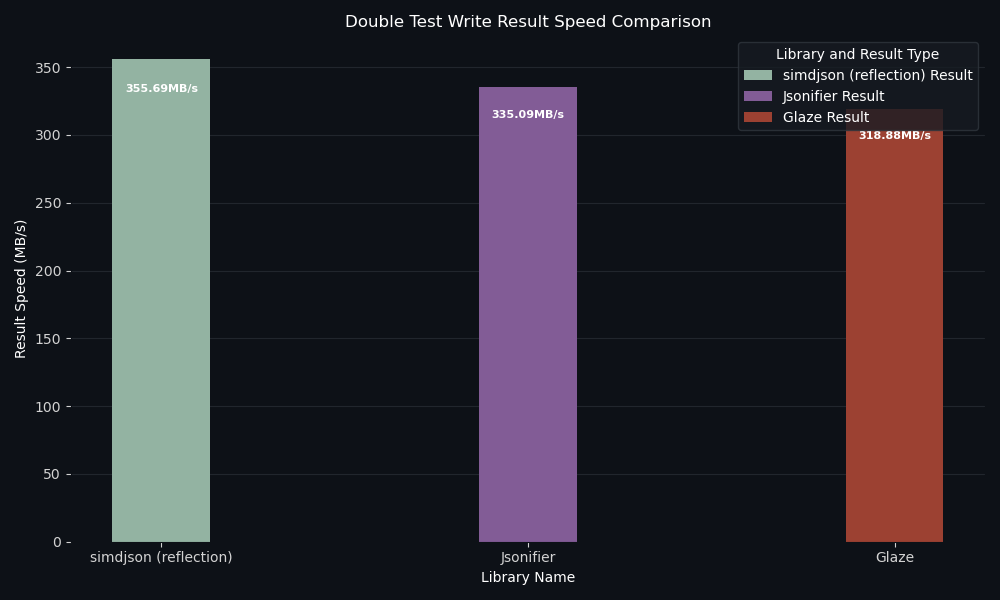 Double Test Write Result Speed Comparison
Library and Result Type
simdjson (reflection) Result
Jsonifier Result
Glaze Result
355.69MB/s
335.09MB/s
318.88MB/s
Result Speed (MB/s)
350
300
250
200
150
100
50
0
simdjson (reflection)
Jsonifier
Glaze
Library Name